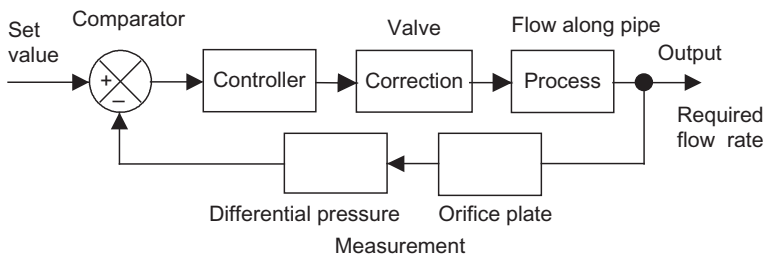 Set
value
Comparator
+
–
Controller
Valve
Correction
Flow along pipe
Process
Output
Required
flow rate
Differential pressure
Orifice plate
Measurement